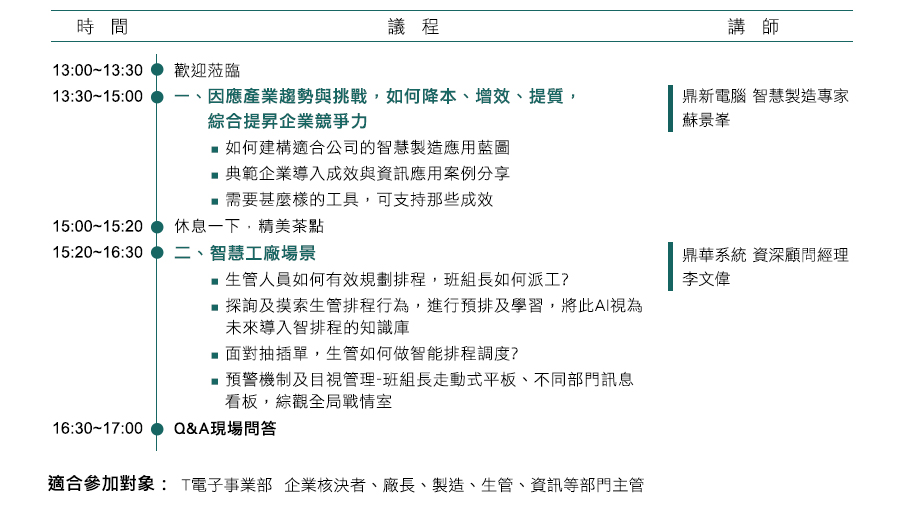 時 間 議 程 講 師
13:00~13:30 歡迎蒞臨
13:30~15:00 一、因應產業趨勢與挑戰，如何降本、增效、提質， 鼎新電腦 智慧製造專家
綜合提昇企業競爭力 蘇景峯
▪ 如何建構適合公司的智慧製造應用藍圖
▪ 典範企業導入成效與資訊應用案例分享
▪ 需要甚麼樣的工具，可支持那些成效
15:00~15:20 休息一下，精美茶點
15:20~16:30 二、智慧工廠場景 鼎華系統 資深顧問經理
李文偉
▪ 生管人員如何有效規劃排程，班組長如何派工?
▪ 探詢及摸索生管排程行為，進行預排及學習，將此AI視為
未來導入智排程的知識庫
▪ 面對抽插單，生管如何做智能排程調度?
▪ 預警機制及目視管理-班組長走動式平板、不同部門訊息
看板，綜觀全局戰情室
16:30~17:00 Q&A現場問答
適合參加對象： T電子事業部 企業核決者、廠長、製造、生管、資訊等部門主管